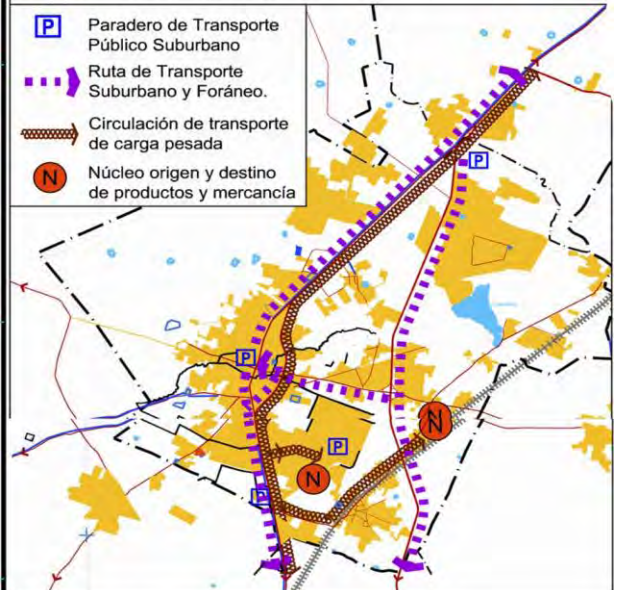 P
Paradero de Transporte
Público Suburbano
Ruta de Transporte
Suburbano y Foráneo.
Circulación de transporte
de carga pesada
N
Núcleo origen y destino
de productos y mercancía
P
P
N
P
N
P